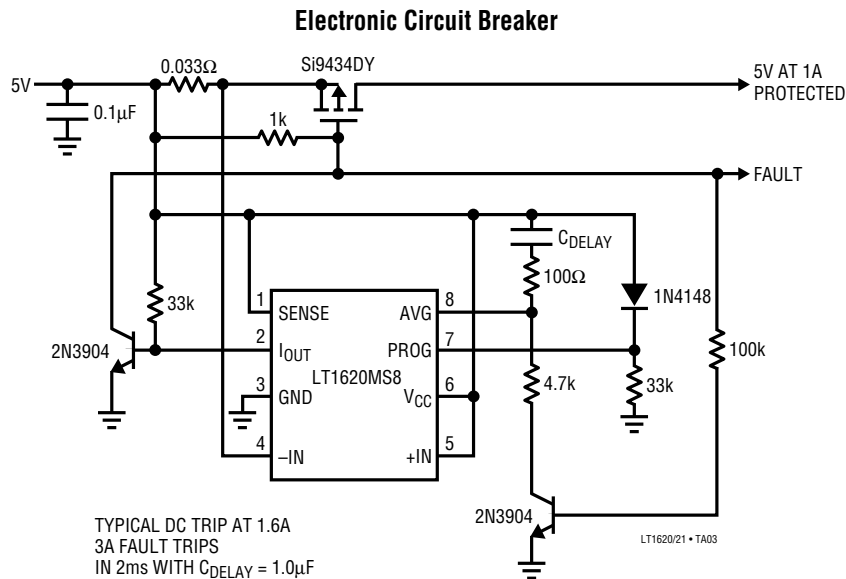 Electronic Circuit Breaker
5V
0.033Ω
Si9434DY
5V AT 1A
PROTECTED
0.1µF
1k
FAULT
C_DELAY
100Ω
1N4148
33k
1
SENSE
AVG
8
2N3904
2
I_OUT
PROG
7
LT1620MS8
100k
3
GND
V_CC
6
4.7k
33k
4
–IN
+IN
5
2N3904
TYPICAL DC TRIP AT 1.6A
3A FAULT TRIPS
IN 2ms WITH C_DELAY = 1.0µF
LT1620/21 • TA03